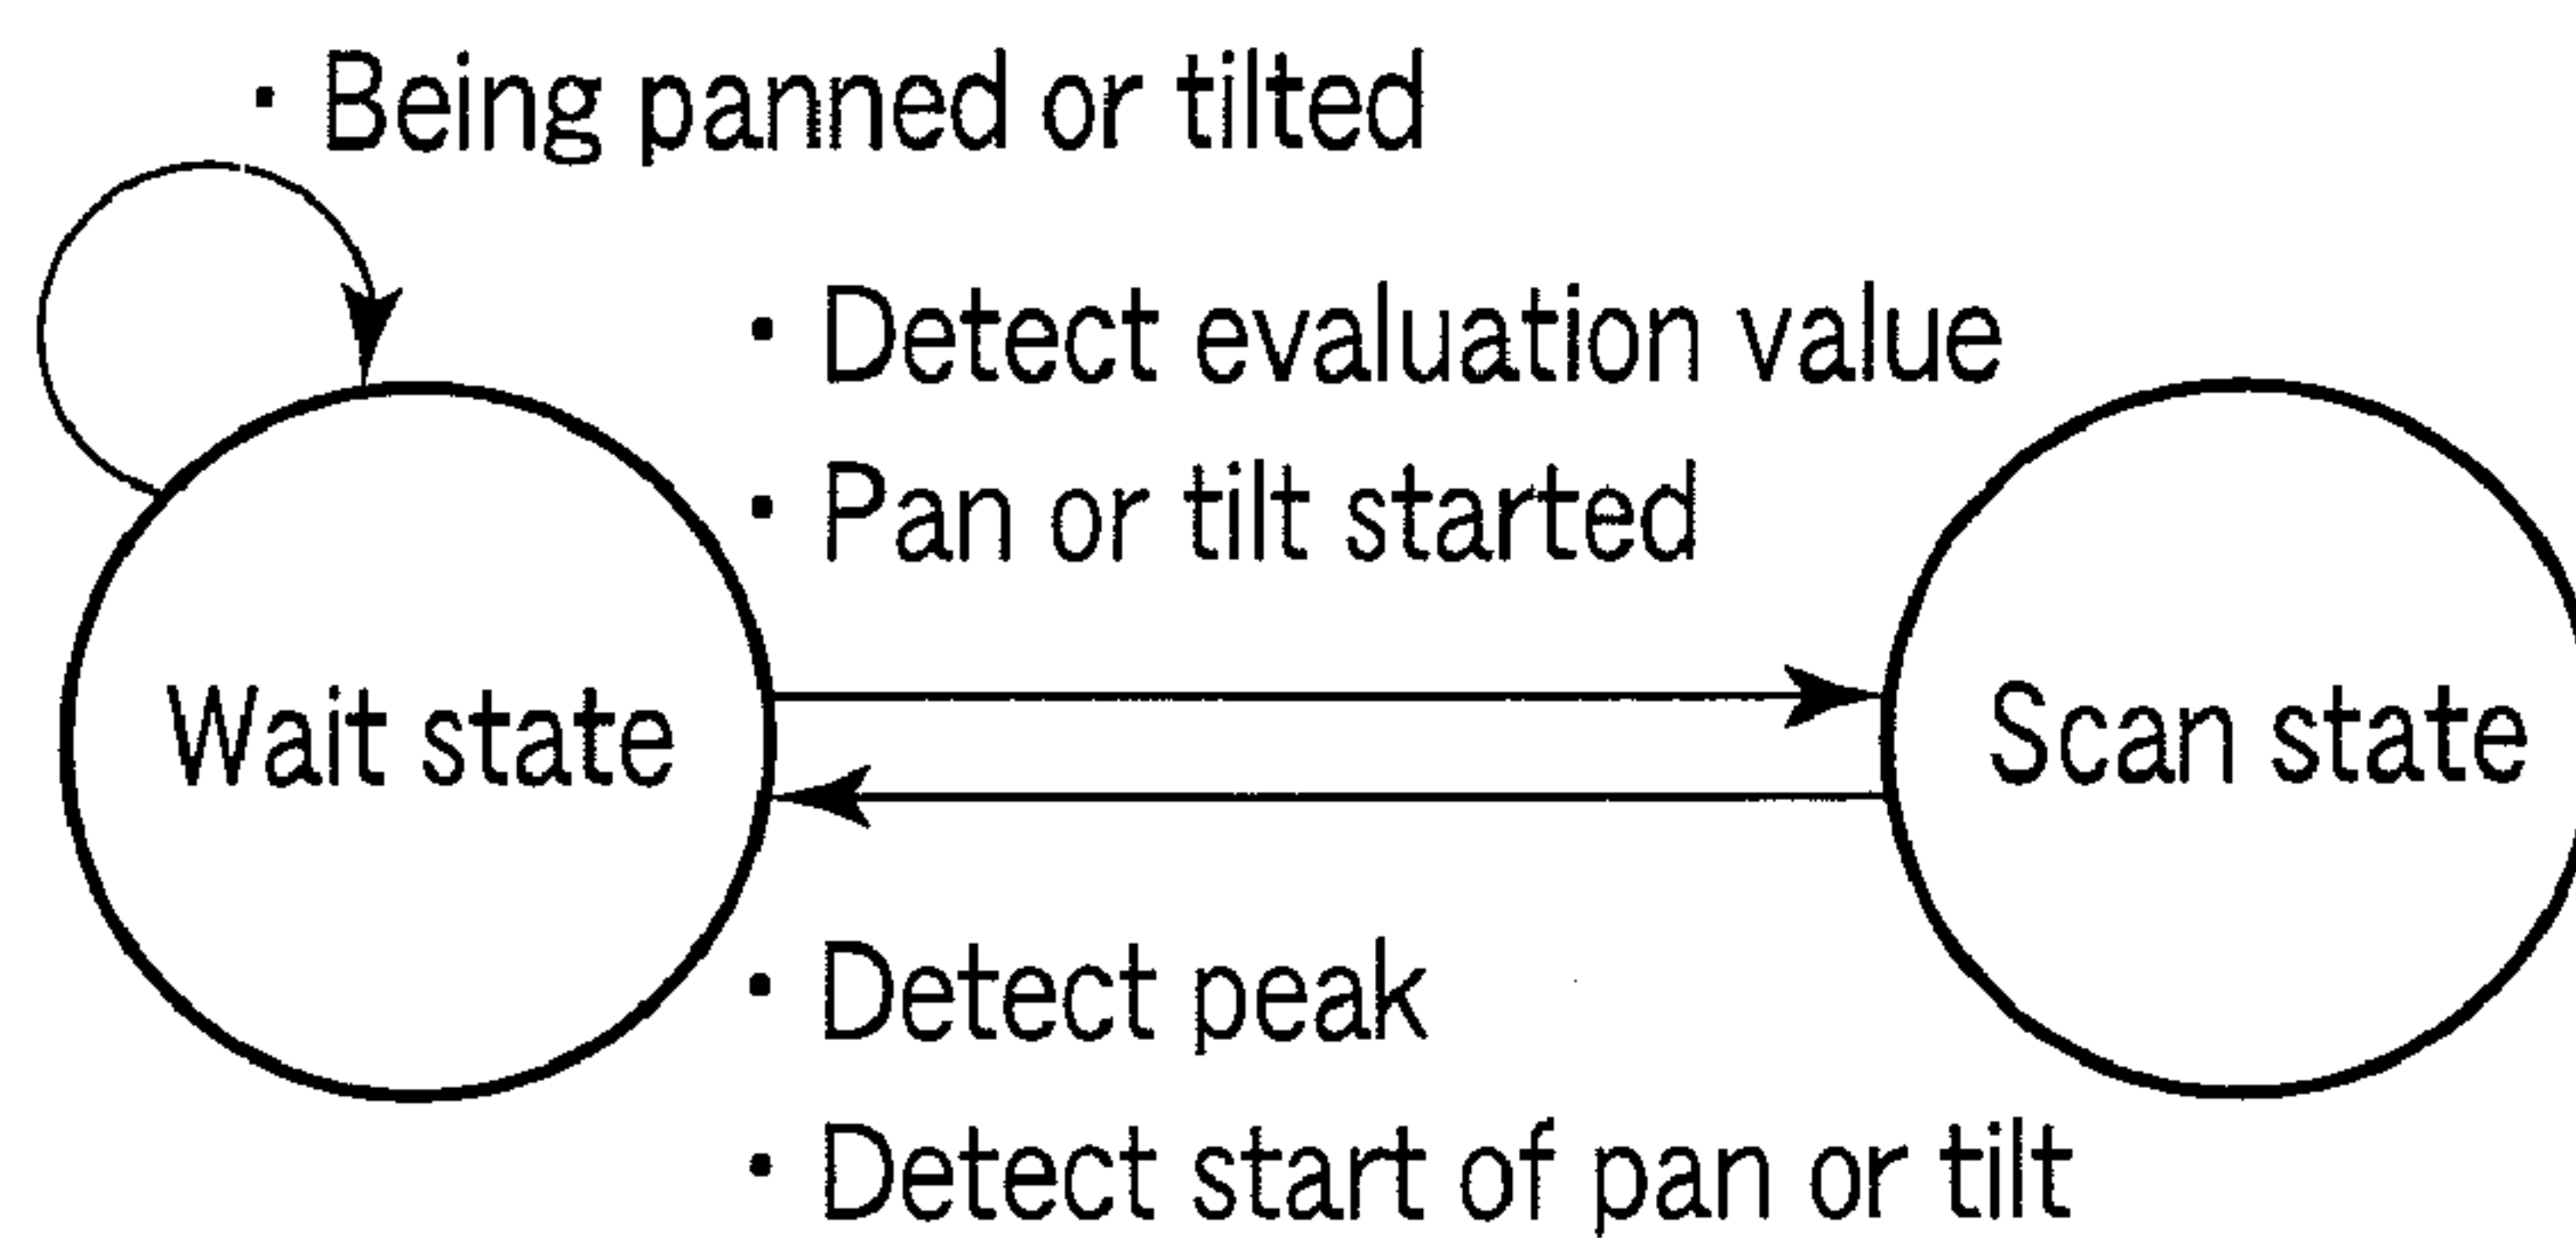 · Being panned or tilted
· Detect evaluation value
· Pan or tilt started
Wait state
Scan state
· Detect peak
· Detect start of pan or tilt